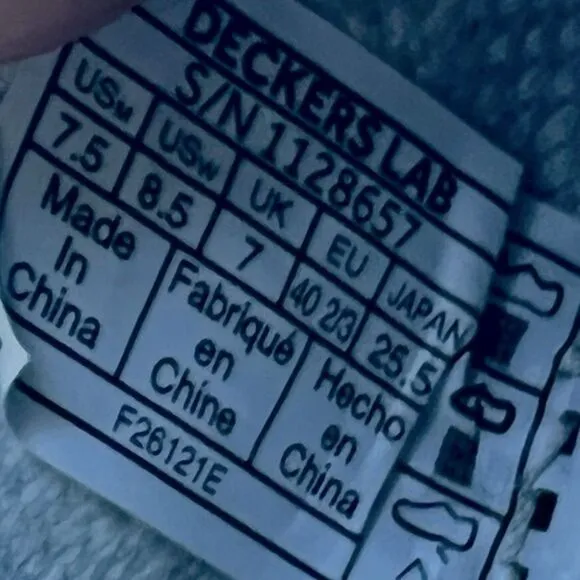 DECKERS LAB
S/N 1128657
USM USW UK EU JAPAN
7.5 8.5 7 40 2/3 25.5
Made In China
Fabriqué en Chine
Hecho en China
F26121E